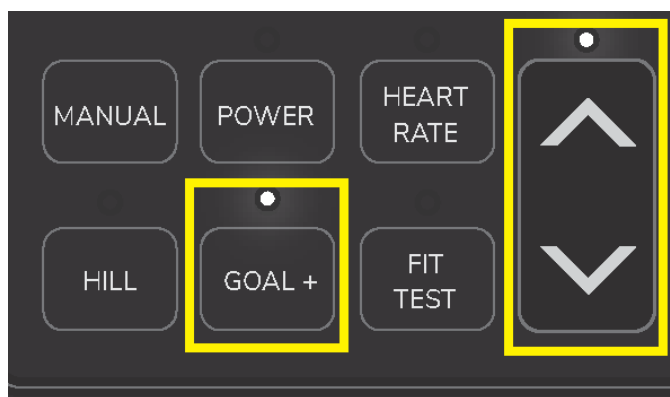 MANUAL
POWER
HEART
RATE
HILL
GOAL +
FIT
TEST